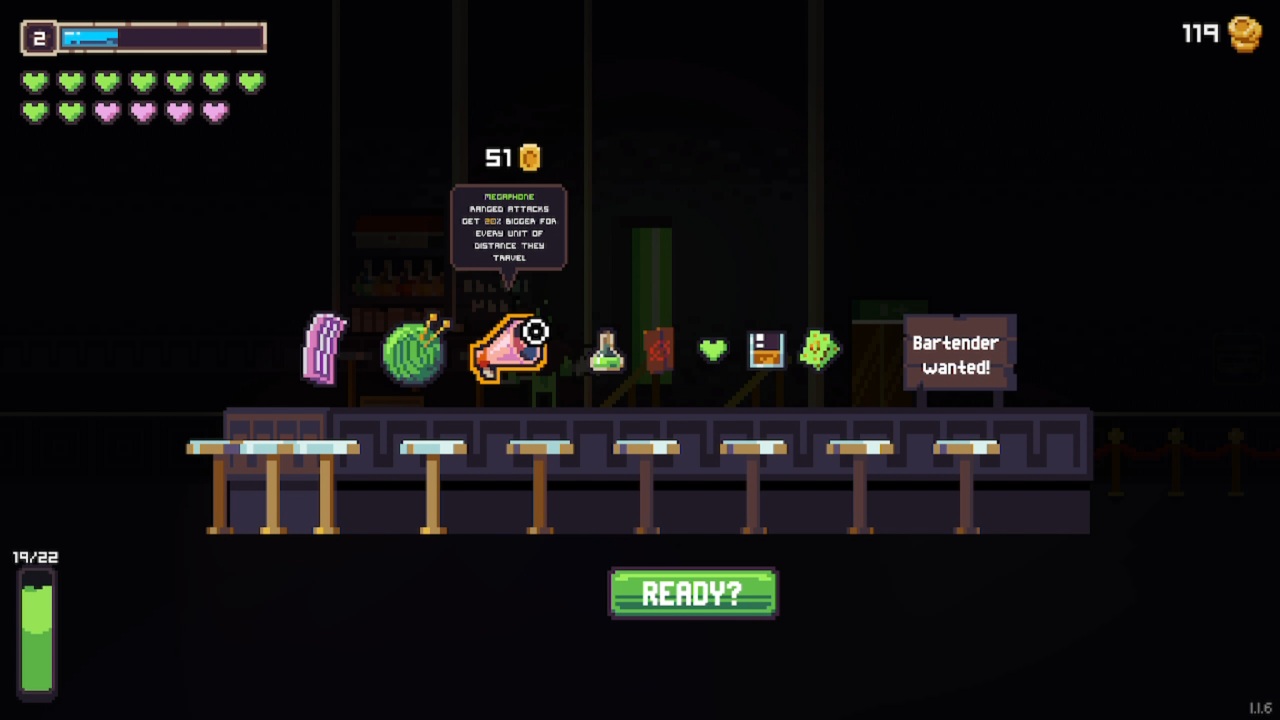 2
119
51
MEGAPHONE
RANGED ATTACKS
GET 20% BIGGER FOR
EVERY UNIT OF
DISTANCE THEY
TRAVEL
Bartender
wanted!
19/22
READY?
1.1.6